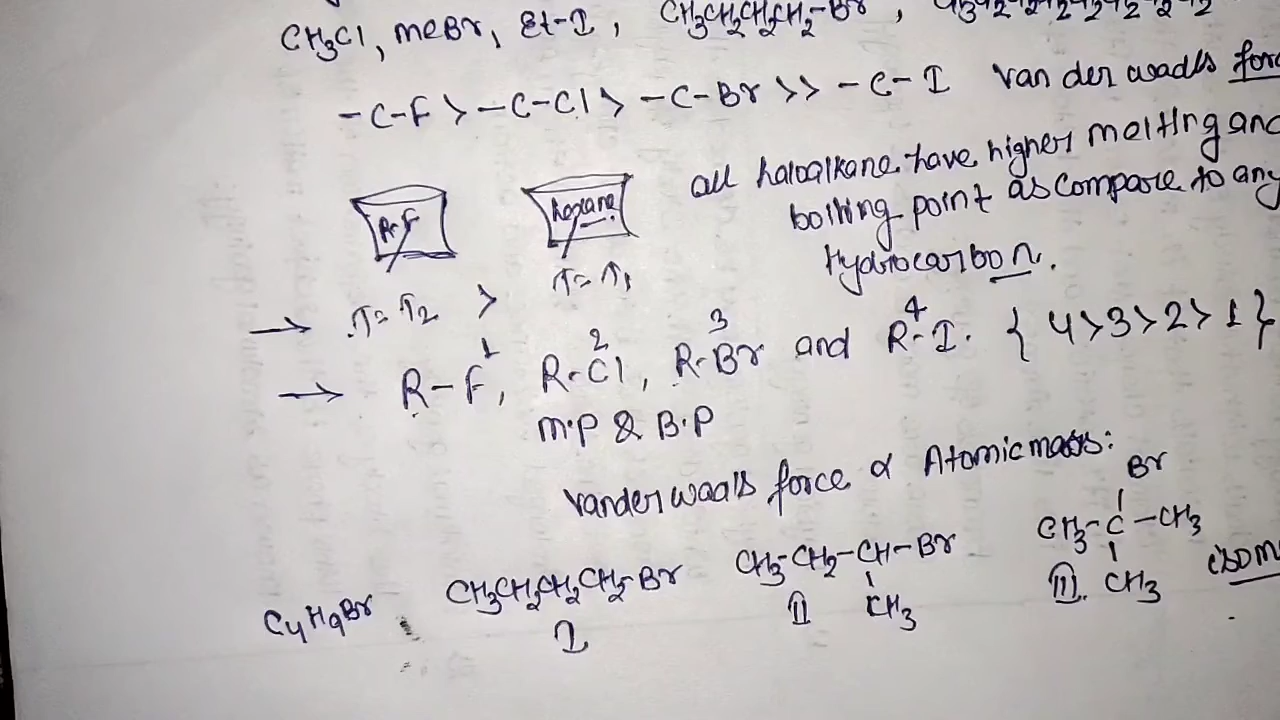 CH3Cl, meBr, Et-I, CH3CH2CH2CH2-Br,
-C-F > -C-Cl > -C-Br >> -C-I van der waals
all haloalkane have higher melting and
boiling point as compare to any
Hydrocarbon.
R-F
T=T2 > T=T1
→
→ R-F, R-Cl, R-Br and R-I. { 4>3>2>1 }
1 2 3 4
m.p & B.P
Vander waals force α Atomic mass:
C4H9Br CH3CH2CH2CH2-Br CH3-CH2-CH-Br CH3-C-CH3
Br
CH3 CH3
I II III.